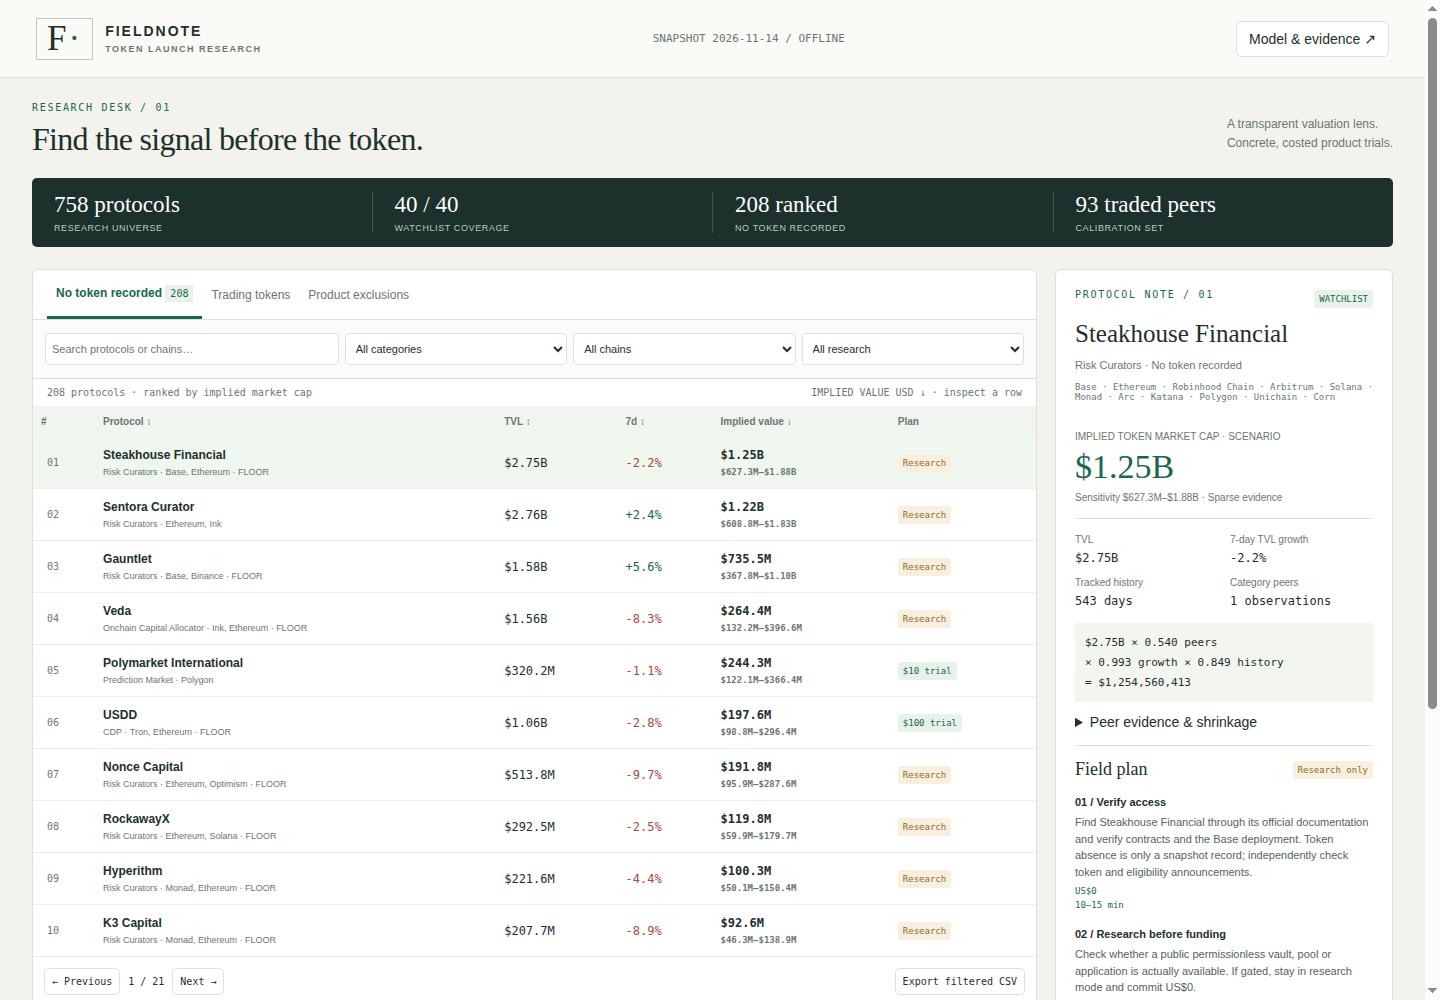 F·
FIELDNOTE
TOKEN LAUNCH RESEARCH
SNAPSHOT 2026-11-14 / OFFLINE
Model & evidence ↗
RESEARCH DESK / 01
Find the signal before the token.
A transparent valuation lens.
Concrete, costed product trials.
758 protocols
RESEARCH UNIVERSE
40 / 40
WATCHLIST COVERAGE
208 ranked
NO TOKEN RECORDED
93 traded peers
CALIBRATION SET
No token recorded 208
Trading tokens
Product exclusions
Search protocols or chains…
All categories
All chains
All research
208 protocols · ranked by implied market cap
IMPLIED VALUE USD ↓ · inspect a row
# Protocol ↕ TVL ↕ 7d ↕ Implied value ↓ Plan
01 Steakhouse Financial $2.75B -2.2% $1.25B Research
Risk Curators · Base, Ethereum · FLOOR $627.3M–$1.88B
02 Sentora Curator $2.76B +2.4% $1.22B Research
Risk Curators · Ethereum, Ink $608.8M–$1.83B
03 Gauntlet $1.58B +5.6% $735.5M Research
Risk Curators · Base, Binance · FLOOR $367.8M–$1.10B
04 Veda $1.56B -8.3% $264.4M Research
Onchain Capital Allocator · Ink, Ethereum · FLOOR $132.2M–$396.6M
05 Polymarket International $320.2M -1.1% $244.3M $10 trial
Prediction Market · Polygon $122.1M–$366.4M
06 USDD $1.06B -2.8% $197.6M $100 trial
CDP · Tron, Ethereum · FLOOR $98.8M–$296.4M
07 Nonce Capital $513.8M -9.7% $191.8M Research
Risk Curators · Ethereum, Optimism · FLOOR $95.9M–$287.6M
08 RockawayX $292.5M -2.5% $119.8M Research
Risk Curators · Ethereum, Solana · FLOOR $59.9M–$179.7M
09 Hyperithm $221.6M -4.4% $100.3M Research
Risk Curators · Monad, Ethereum · FLOOR $50.1M–$150.4M
10 K3 Capital $207.7M -8.9% $92.6M Research
Risk Curators · Monad, Ethereum · FLOOR $46.3M–$138.9M
← Previous 1 / 21 Next →
Export filtered CSV
PROTOCOL NOTE / 01
WATCHLIST
Steakhouse Financial
Risk Curators · No token recorded
Base · Ethereum · Robinhood Chain · Arbitrum · Solana ·
Monad · Arc · Katana · Polygon · Unichain · Corn
IMPLIED TOKEN MARKET CAP · SCENARIO
$1.25B
Sensitivity $627.3M–$1.88B · Sparse evidence
TVL 7-day TVL growth
$2.75B -2.2%
Tracked history Category peers
543 days 1 observations
$2.75B × 0.540 peers
× 0.993 growth × 0.849 history
= $1,254,560,413
▶ Peer evidence & shrinkage
Field plan
Research only
01 / Verify access
Find Steakhouse Financial through its official documentation
and verify contracts and the Base deployment. Token
absence is only a snapshot record; independently check
token and eligibility announcements.
US$0
10–15 min
02 / Research before funding
Check whether a public permissionless vault, pool or
application is actually available. If gated, stay in research
mode and commit US$0.